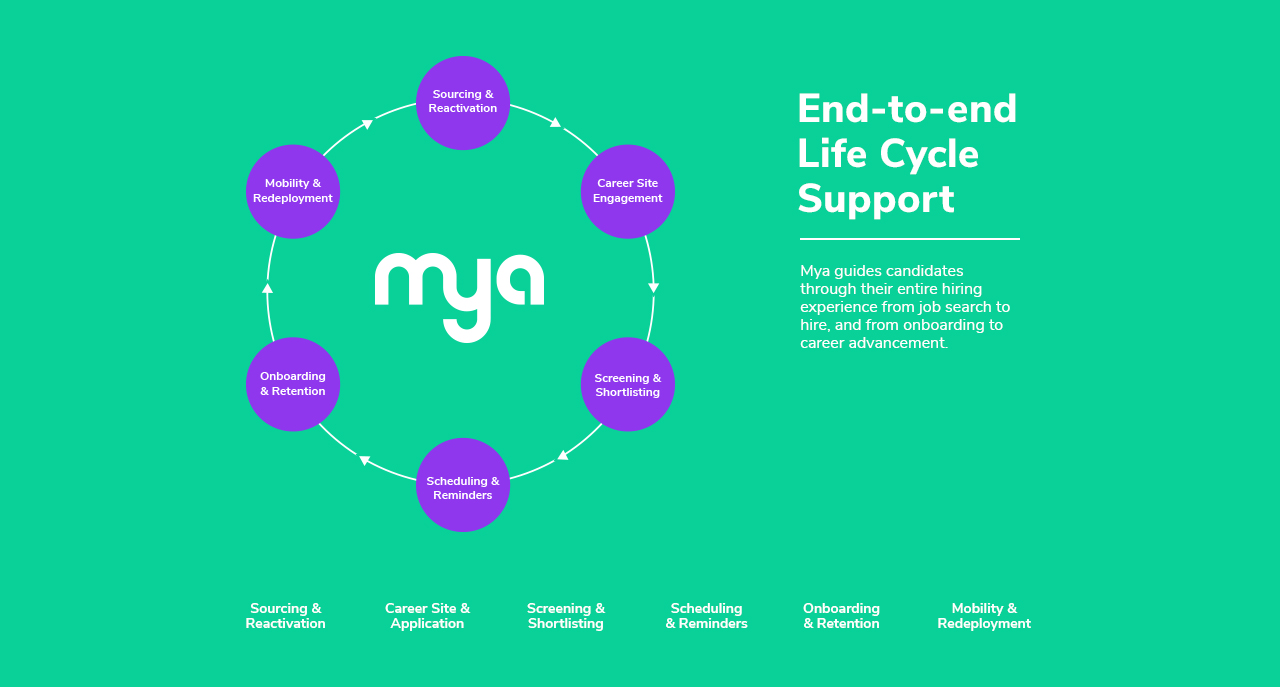 Sourcing &
Reactivation
Career Site
Engagement
Screening &
Shortlisting
Scheduling &
Reminders
Onboarding
& Retention
Mobility &
Redeployment
mya
End-to-end
Life Cycle
Support
Mya guides candidates
through their entire hiring
experience from job search to
hire, and from onboarding to
career advancement.
Sourcing &
Reactivation
Career Site &
Application
Screening &
Shortlisting
Scheduling
& Reminders
Onboarding
& Retention
Mobility &
Redeployment